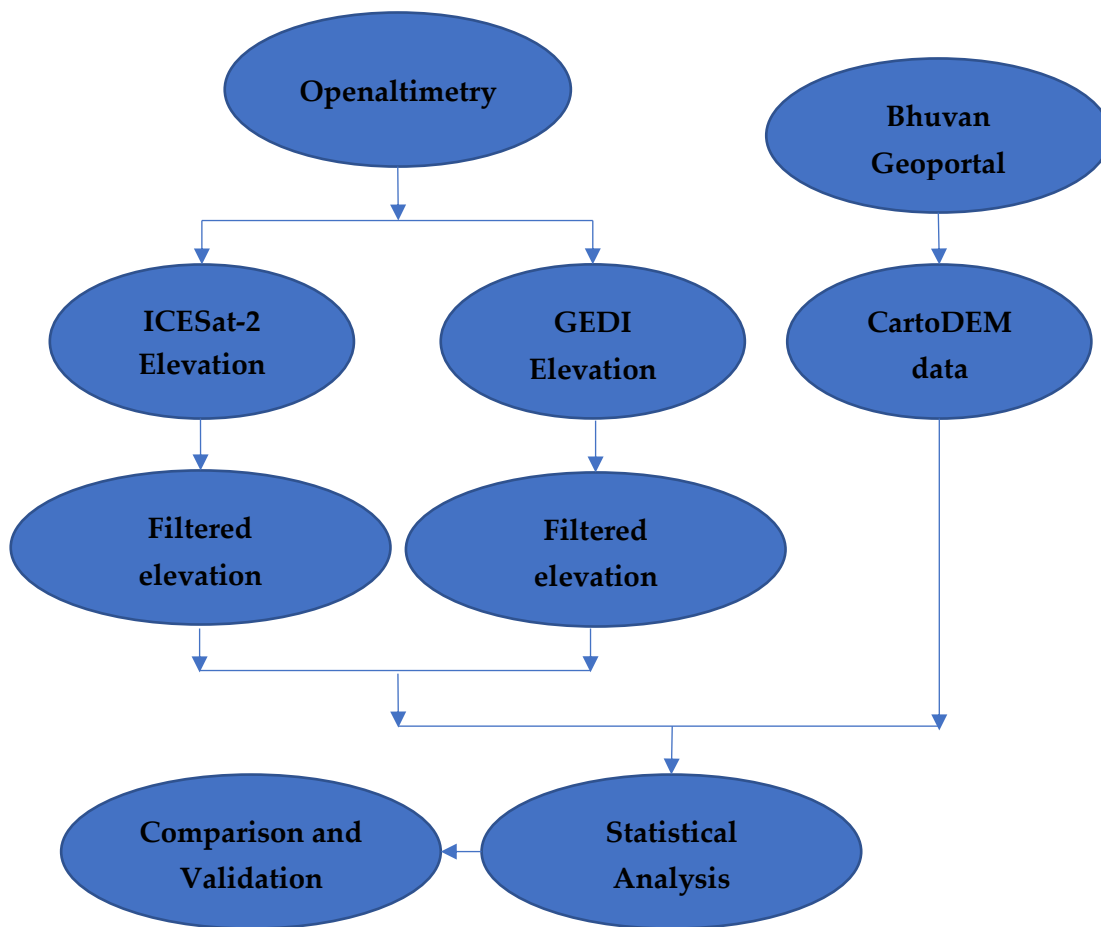 Openaltimetry
Bhuvan
Geoportal
ICESat-2
Elevation
GEDI
Elevation
CartoDEM
data
Filtered
elevation
Filtered
elevation
Comparison and
Validation
Statistical
Analysis